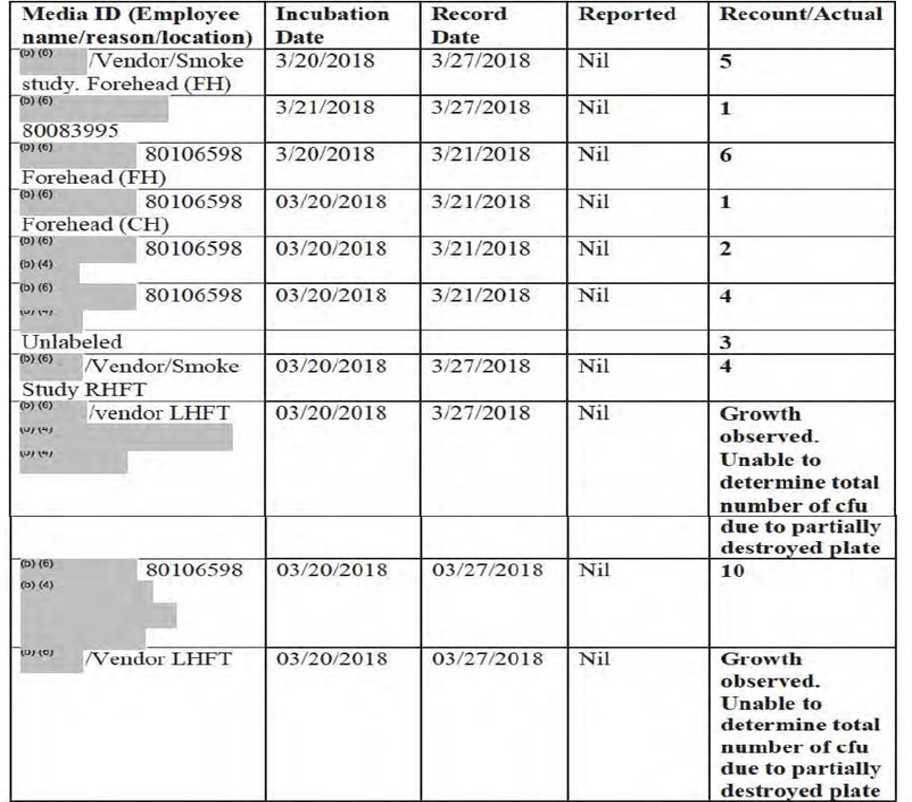 Media ID (Employee name/reason/location) Incubation Date Record Date Reported Recount/Actual
(b) (6) /Vendor/Smoke study. Forehead (FH) 3/20/2018 3/27/2018 Nil 5
(b) (6) 80083995 3/21/2018 3/27/2018 Nil 1
(b) (6) 80106598 Forehead (FH) 3/20/2018 3/21/2018 Nil 6
(b) (6) 80106598 Forehead (CH) 03/20/2018 3/21/2018 Nil 1
(b) (6) 80106598 03/20/2018 3/21/2018 Nil 2
(b) (4)
(b) (6) 80106598 03/20/2018 3/21/2018 Nil 4
Unlabeled 3
(b) (6) /Vendor/Smoke Study RHFT 03/20/2018 3/27/2018 Nil 4
(b) (6) /vendor LHFT 03/20/2018 3/27/2018 Nil Growth observed.
Unable to
determine total
number of cfu
due to partially
destroyed plate
(b) (6) 80106598 03/20/2018 03/27/2018 Nil 10
(b) (4)
(b) (6) /Vendor LHFT 03/20/2018 03/27/2018 Nil Growth observed.
Unable to
determine total
number of cfu
due to partially
destroyed plate